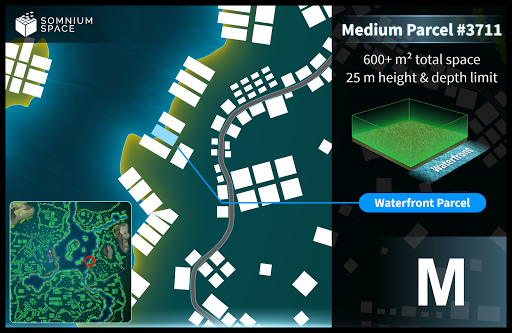 SOMNIUM
SPACE
Medium Parcel #3711
600+ m² total space
25 m height & depth limit
Waterfront
Waterfront Parcel
M